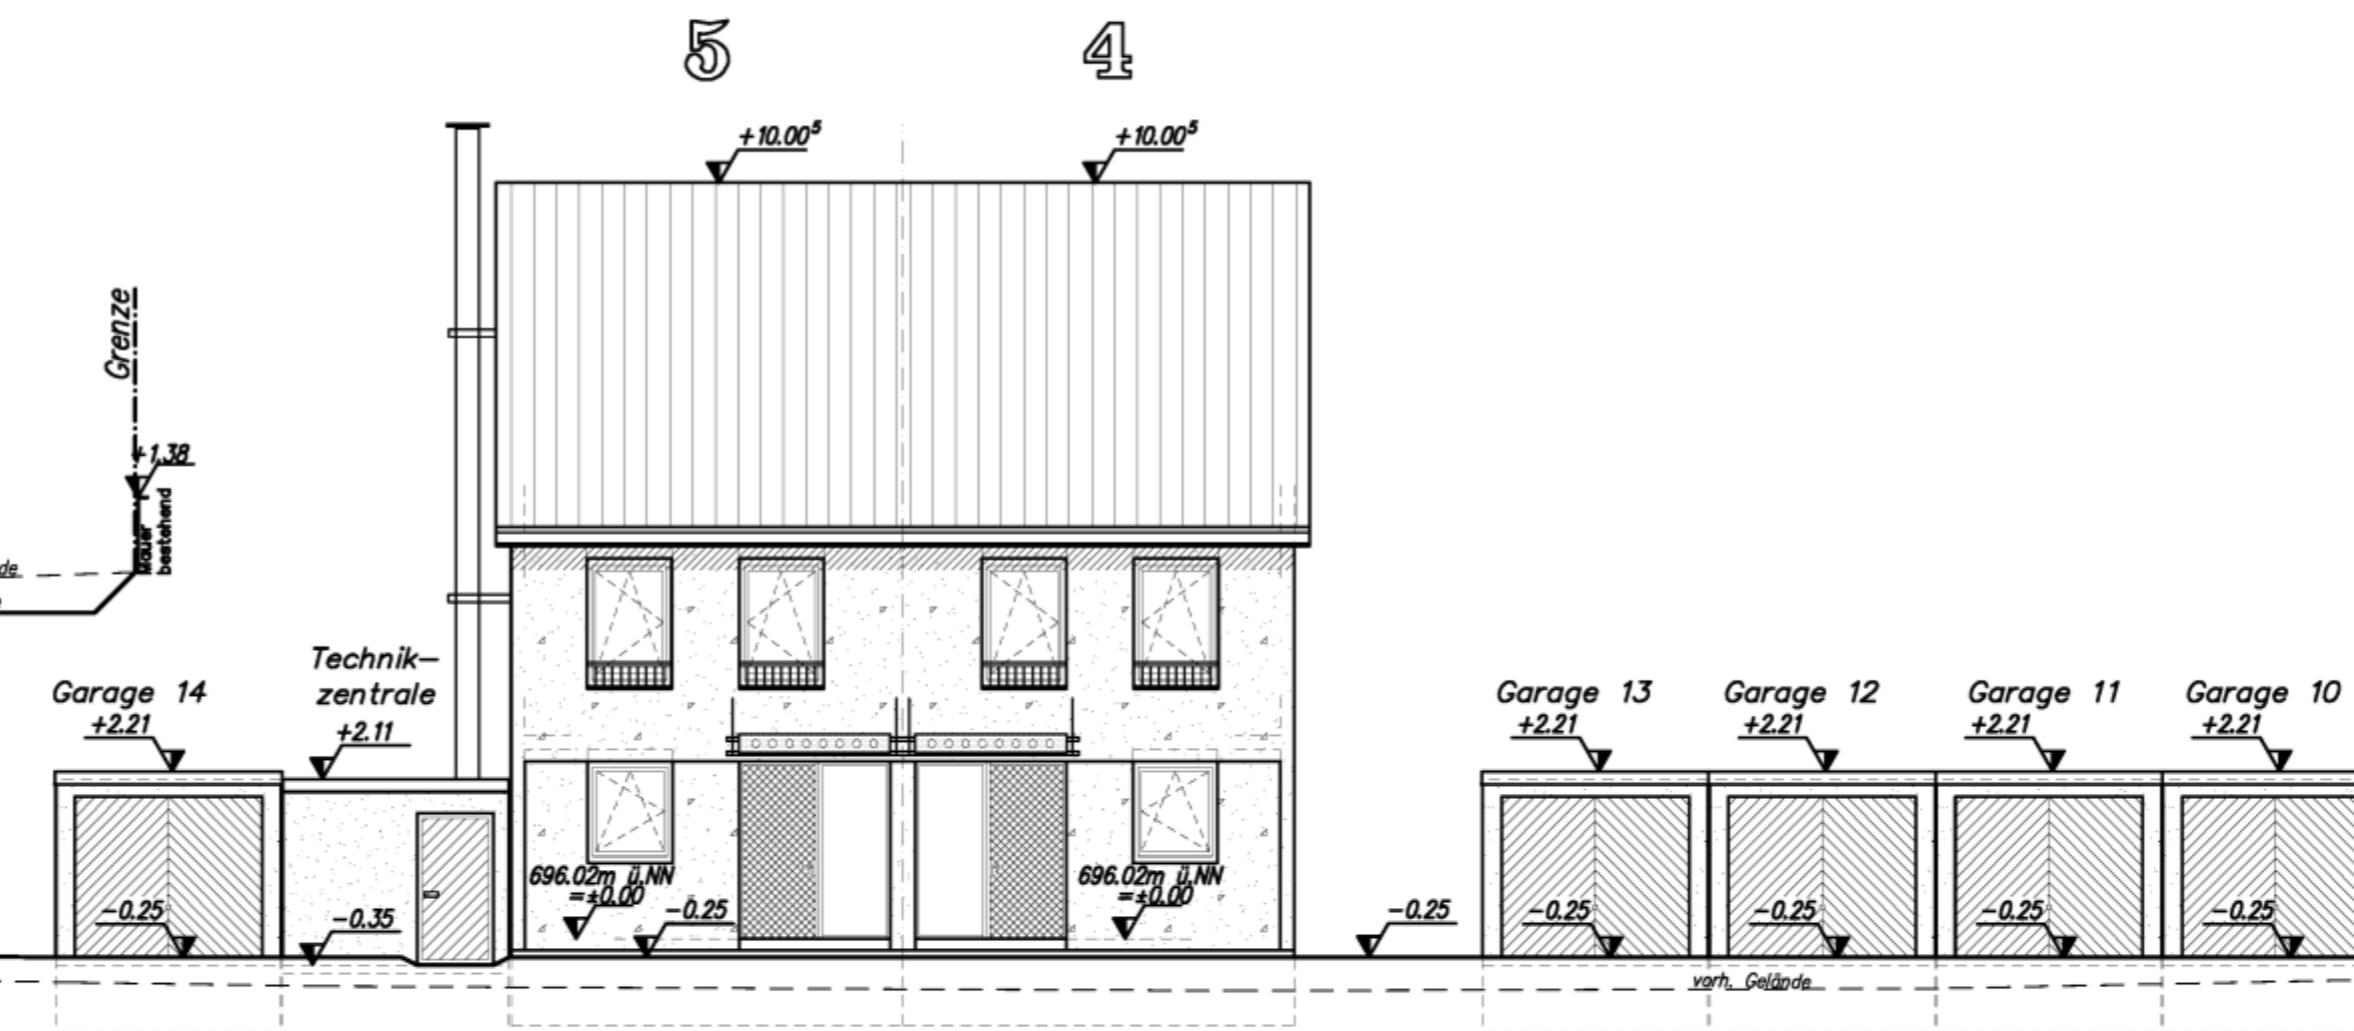 5
4
+10.00⁵
+10.00⁵
Grenze
+1.38
Mauer
bestehend
de
Technik-
zentrale
+2.11
Garage 14
+2.21
Garage 13
+2.21
Garage 12
+2.21
Garage 11
+2.21
Garage 10
+2.21
696.02m ü.NN
=±0.00
696.02m ü.NN
=±0.00
-0.25
-0.35
-0.25
-0.25
-0.25
-0.25
-0.25
-0.25
vorh. Gelände